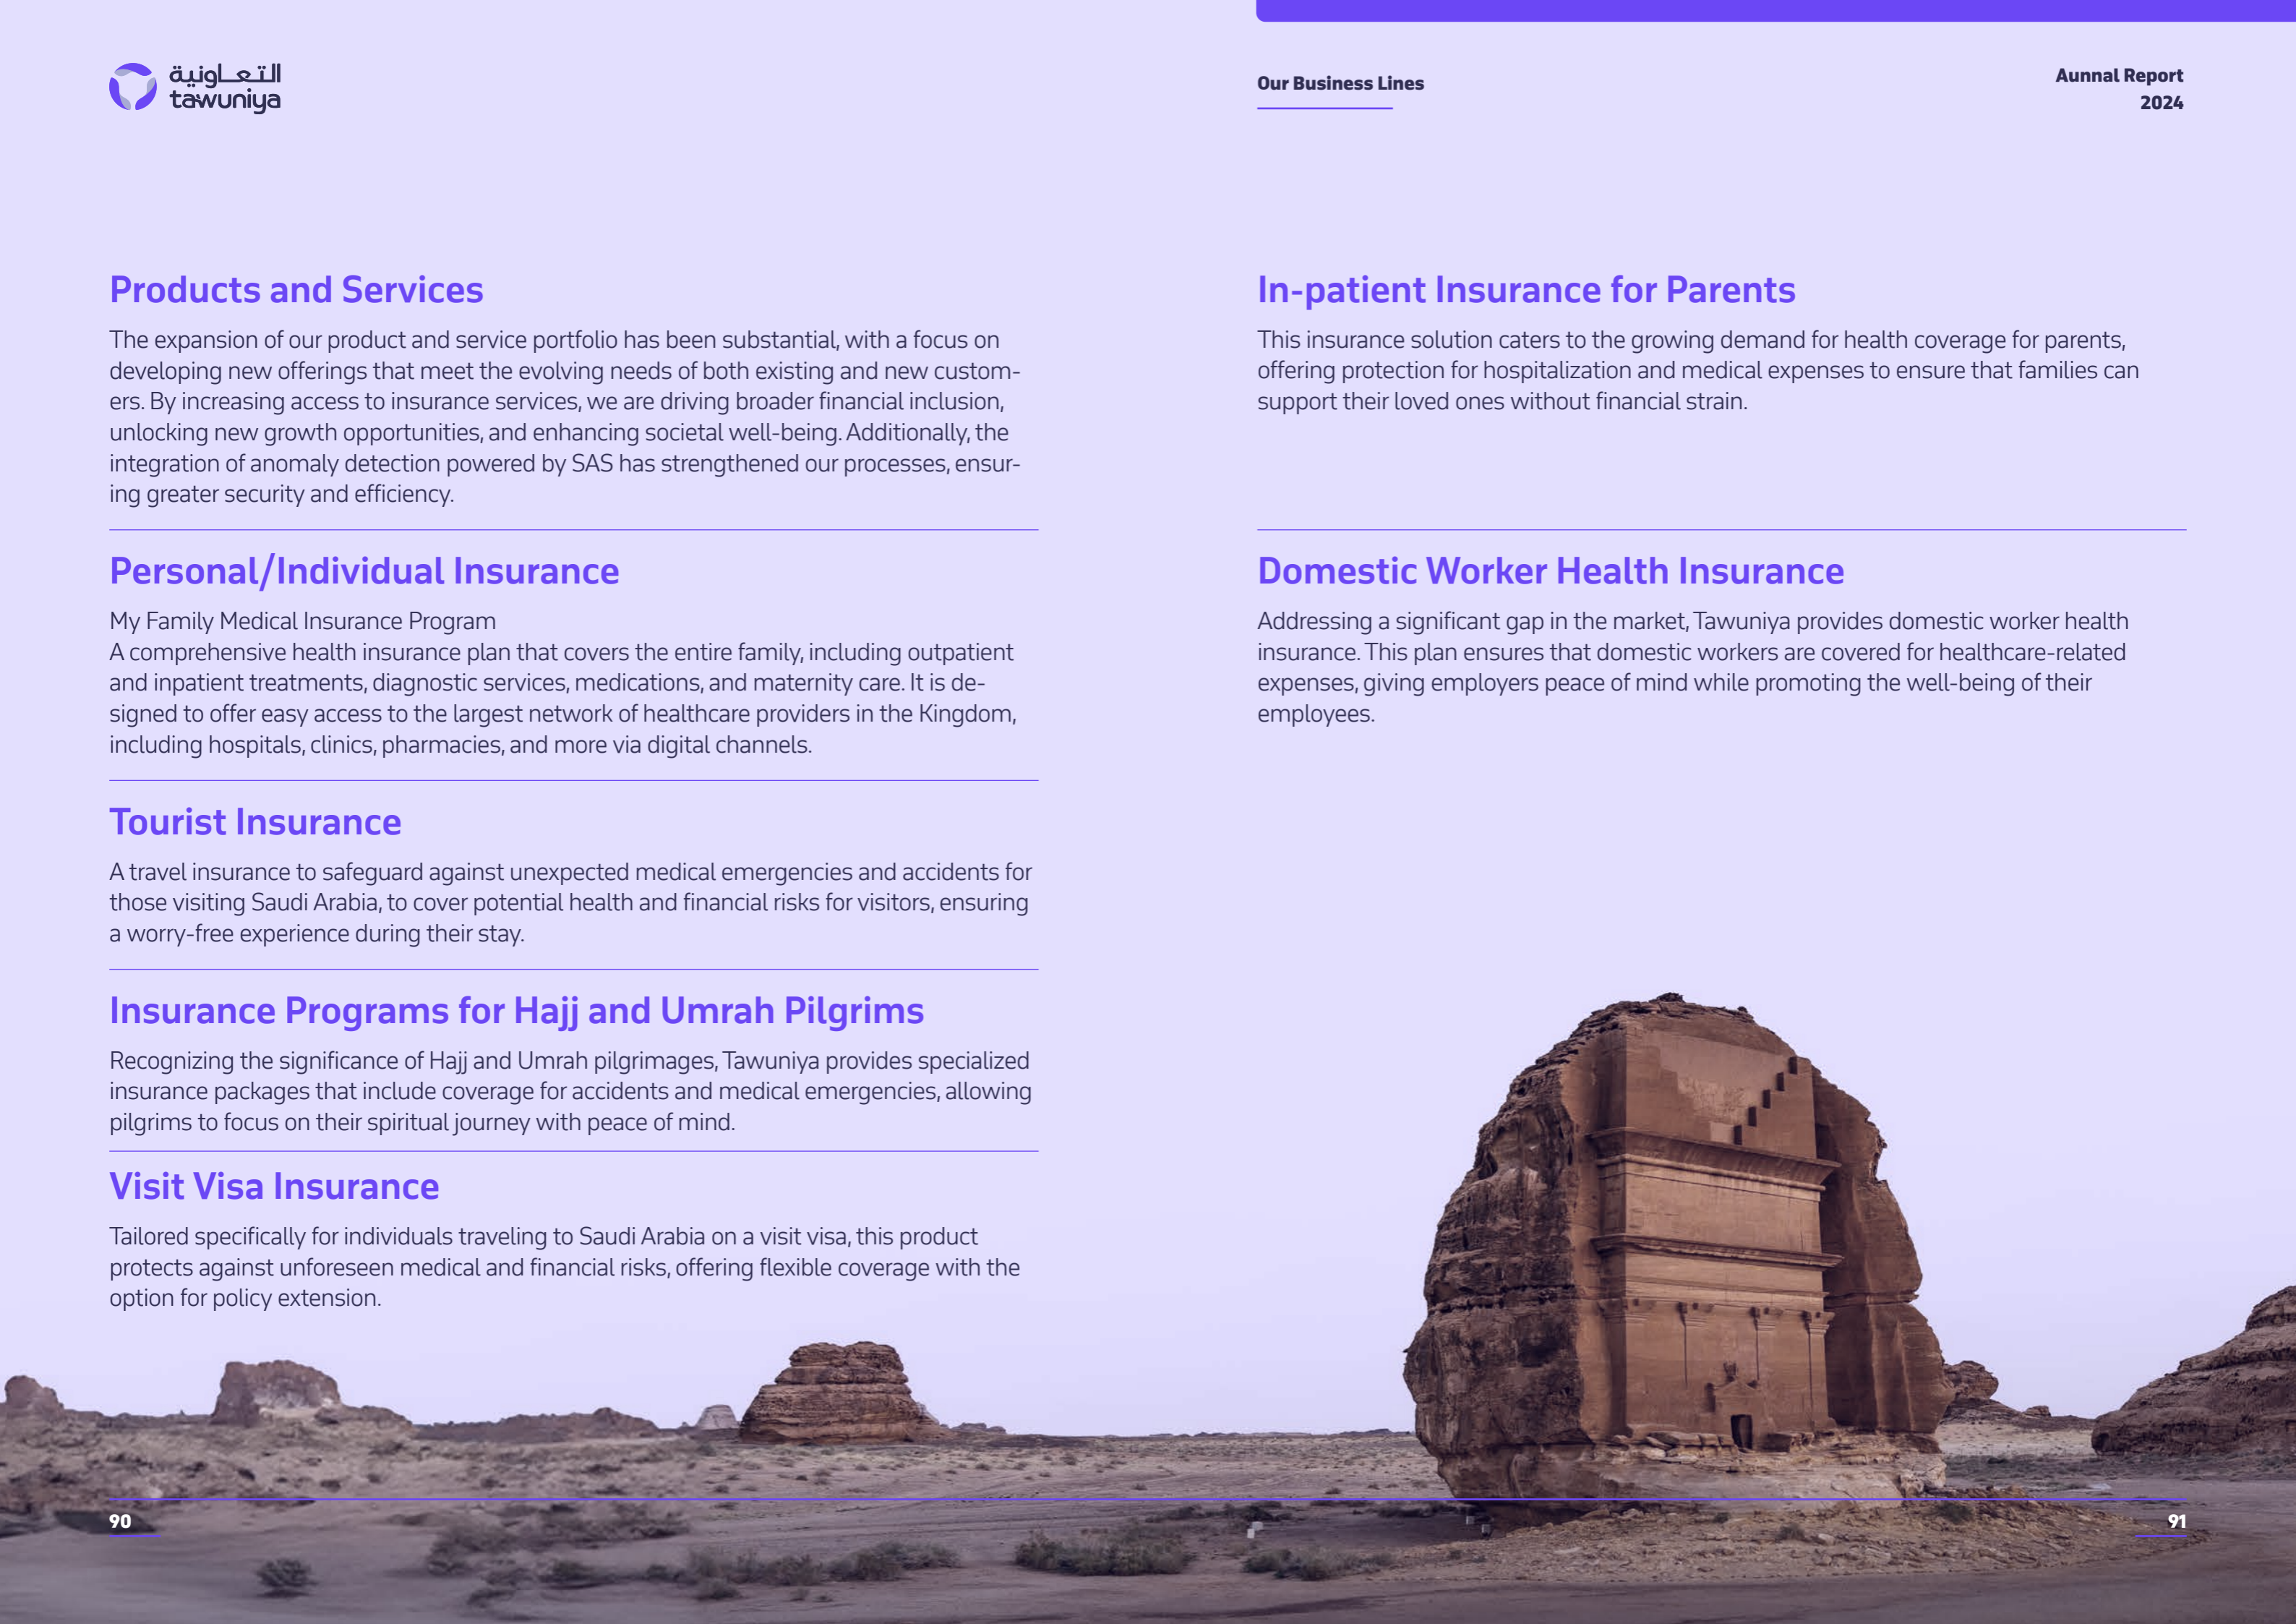 التعاونية
tawuniya
Our Business Lines
Aunnal Report
2024
Products and Services
The expansion of our product and service portfolio has been substantial, with a focus on
developing new offerings that meet the evolving needs of both existing and new custom-
ers. By increasing access to insurance services, we are driving broader financial inclusion,
unlocking new growth opportunities, and enhancing societal well-being. Additionally, the
integration of anomaly detection powered by SAS has strengthened our processes, ensur-
ing greater security and efficiency.
Personal/Individual Insurance
My Family Medical Insurance Program
A comprehensive health insurance plan that covers the entire family, including outpatient
and inpatient treatments, diagnostic services, medications, and maternity care. It is de-
signed to offer easy access to the largest network of healthcare providers in the Kingdom,
including hospitals, clinics, pharmacies, and more via digital channels.
Tourist Insurance
A travel insurance to safeguard against unexpected medical emergencies and accidents for
those visiting Saudi Arabia, to cover potential health and financial risks for visitors, ensuring
a worry-free experience during their stay.
Insurance Programs for Hajj and Umrah Pilgrims
Recognizing the significance of Hajj and Umrah pilgrimages, Tawuniya provides specialized
insurance packages that include coverage for accidents and medical emergencies, allowing
pilgrims to focus on their spiritual journey with peace of mind.
Visit Visa Insurance
Tailored specifically for individuals traveling to Saudi Arabia on a visit visa, this product
protects against unforeseen medical and financial risks, offering flexible coverage with the
option for policy extension.
In-patient Insurance for Parents
This insurance solution caters to the growing demand for health coverage for parents,
offering protection for hospitalization and medical expenses to ensure that families can
support their loved ones without financial strain.
Domestic Worker Health Insurance
Addressing a significant gap in the market, Tawuniya provides domestic worker health
insurance. This plan ensures that domestic workers are covered for healthcare-related
expenses, giving employers peace of mind while promoting the well-being of their
employees.
90
91